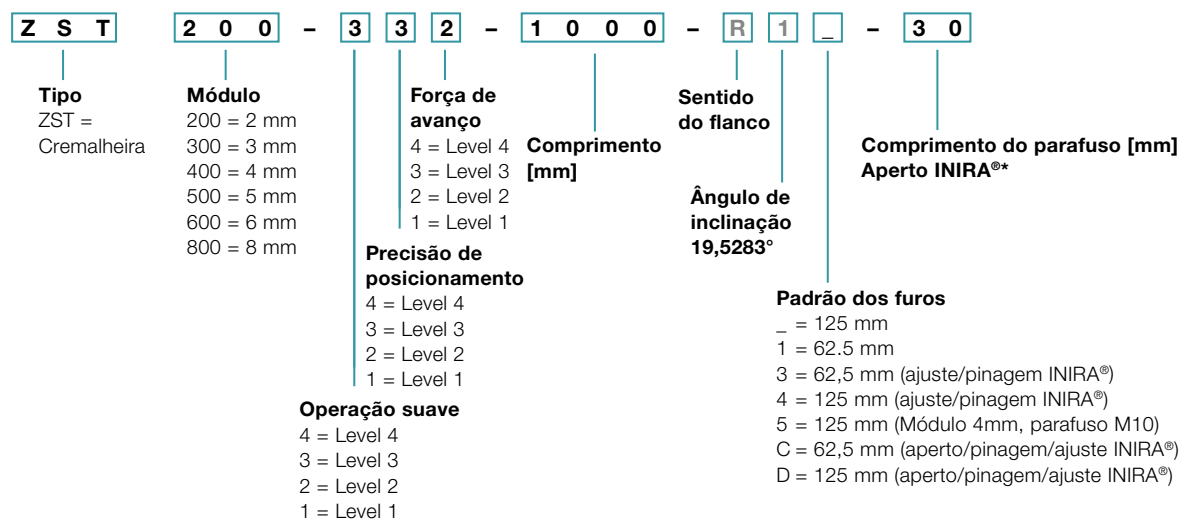 Z S T 2 0 0 – 3 3 2 – 1 0 0 0 – R 1 _ – 3 0
Tipo
ZST =
Cremalheira
Módulo
200 = 2 mm
300 = 3 mm
400 = 4 mm
500 = 5 mm
600 = 6 mm
800 = 8 mm
Força de
avanço
4 = Level 4
3 = Level 3
2 = Level 2
1 = Level 1
Precisão de
posicionamento
4 = Level 4
3 = Level 3
2 = Level 2
1 = Level 1
Operação suave
4 = Level 4
3 = Level 3
2 = Level 2
1 = Level 1
Comprimento
[mm]
Sentido
do flanco
Ângulo de
inclinação
19,5283°
Padrão dos furos
_ = 125 mm
1 = 62.5 mm
3 = 62,5 mm (ajuste/pinagem INIRA®)
4 = 125 mm (ajuste/pinagem INIRA®)
5 = 125 mm (Módulo 4mm, parafuso M10)
C = 62,5 mm (aperto/pinagem/ajuste INIRA®)
D = 125 mm (aperto/pinagem/ajuste INIRA®)
Comprimento do parafuso [mm]
Aperto INIRA®*